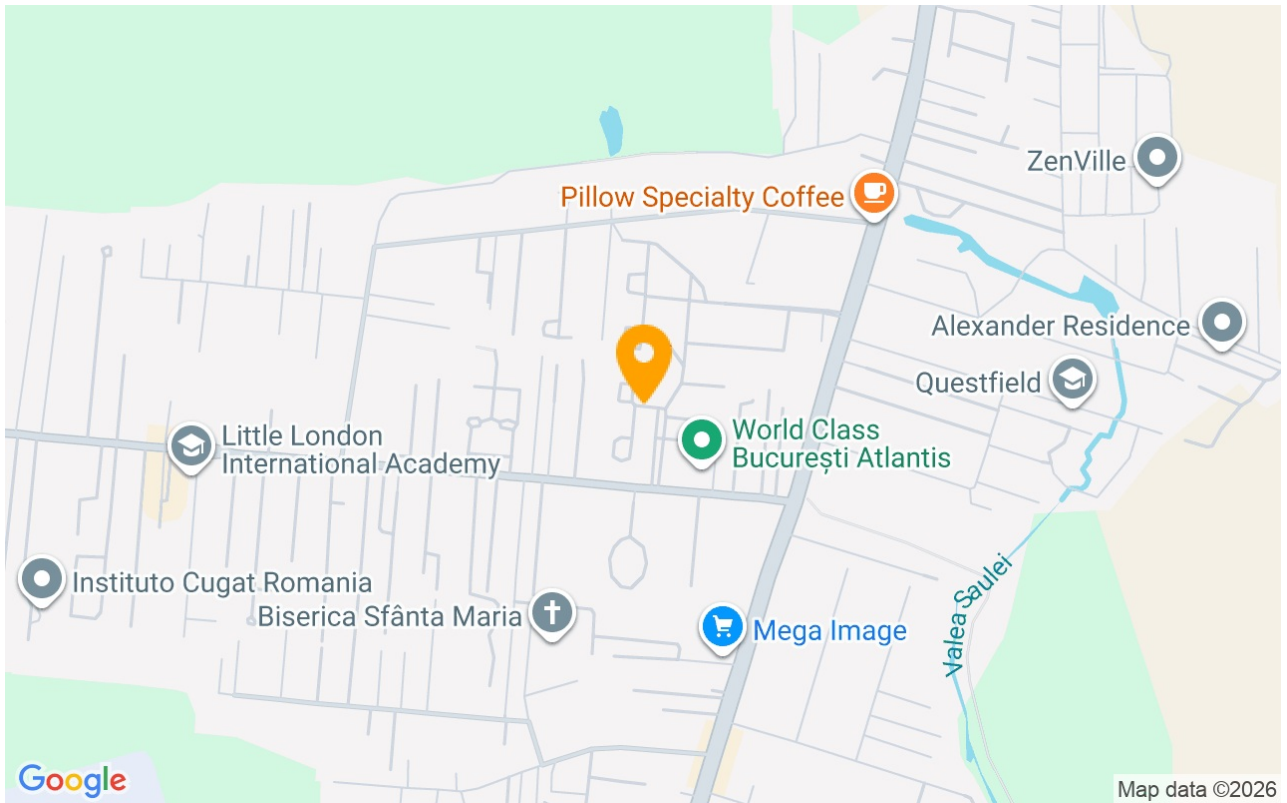 ZenVille
Pillow Specialty Coffee
Alexander Residence
Questfield
World Class
București Atlantis
Little London
International Academy
Valea Saulei
Instituto Cugat Romania
Biserica Sfânta Maria
Mega Image
Google
Map data ©2026